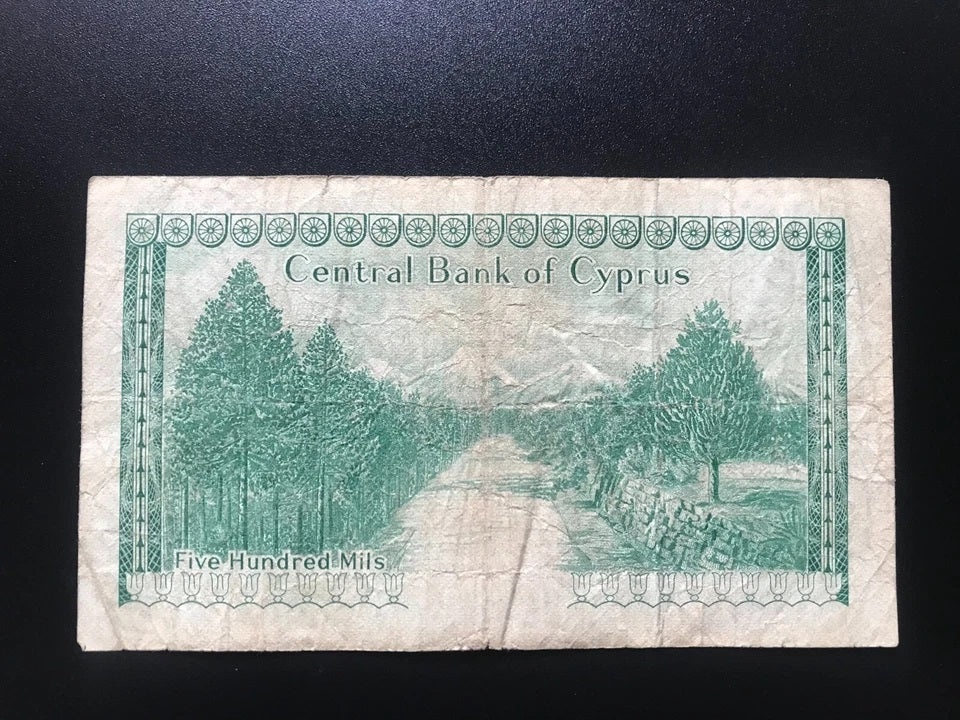 Central Bank of Cyprus
Five Hundred Mils